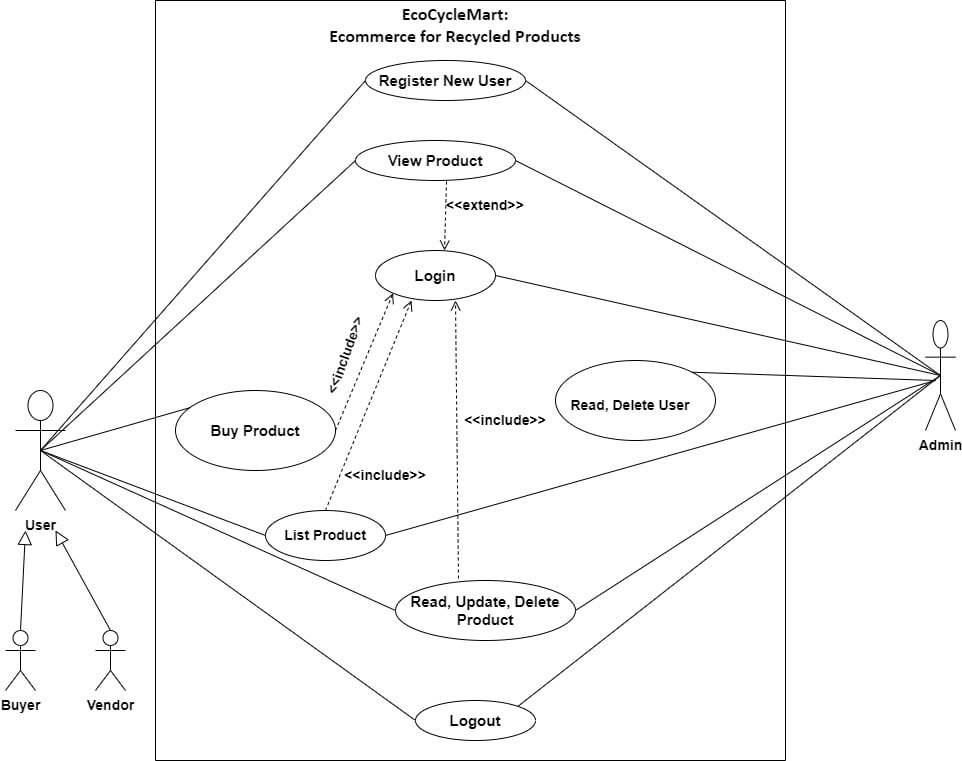 EcoCycleMart:
Ecommerce for Recycled Products
Register New User
View Product
<<extend>>
Login
<<include>>
Buy Product
Read, Delete User
<<include>>
Admin
<<include>>
User
List Product
Read, Update, Delete
Product
Buyer
Vendor
Logout